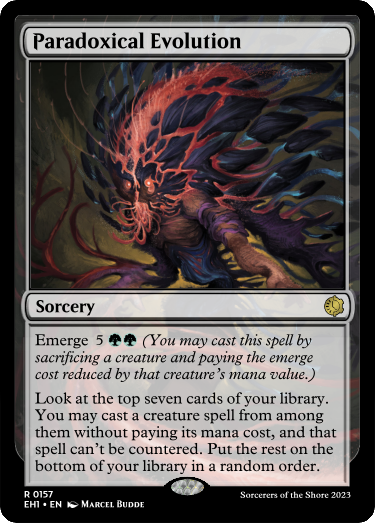 Paradoxical Evolution
Sorcery
Emerge 5 (You may cast this spell by
sacrificing a creature and paying the emerge
cost reduced by that creature's mana value.)
Look at the top seven cards of your library.
You may cast a creature spell from among
them without paying its mana cost, and that
spell can't be countered. Put the rest on the
bottom of your library in a random order.
R 0157
EH1 • EN Marcel Budde
Sorcerers of the Shore 2023